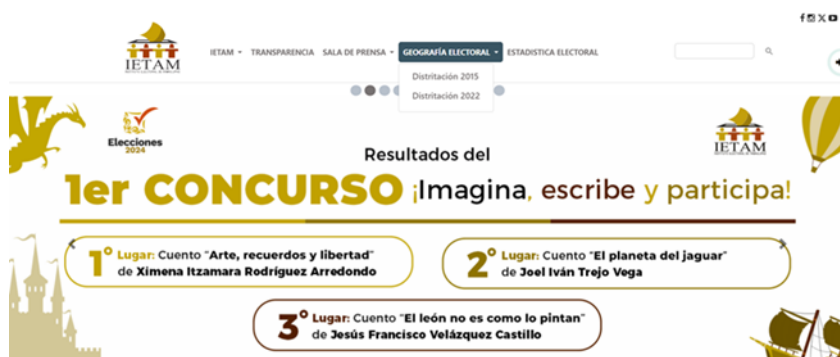 IETAM
IETAM TRANSPARENCIA SALA DE PRENSA GEOGRAFÍA ELECTORAL ESTADISTICA ELECTORAL
Distritación 2015
Distritación 2022
Elecciones
2024
IETAM
Resultados del
1er CONCURSO ¡Imagina, escribe y participa!
1° Lugar: Cuento "Arte, recuerdos y libertad"
de Ximena Itzamara Rodríguez Arredondo
2° Lugar: Cuento "El planeta del jaguar"
de Joel Iván Trejo Vega
3° Lugar: Cuento "El león no es como lo pintan"
de Jesús Francisco Velázquez Castillo